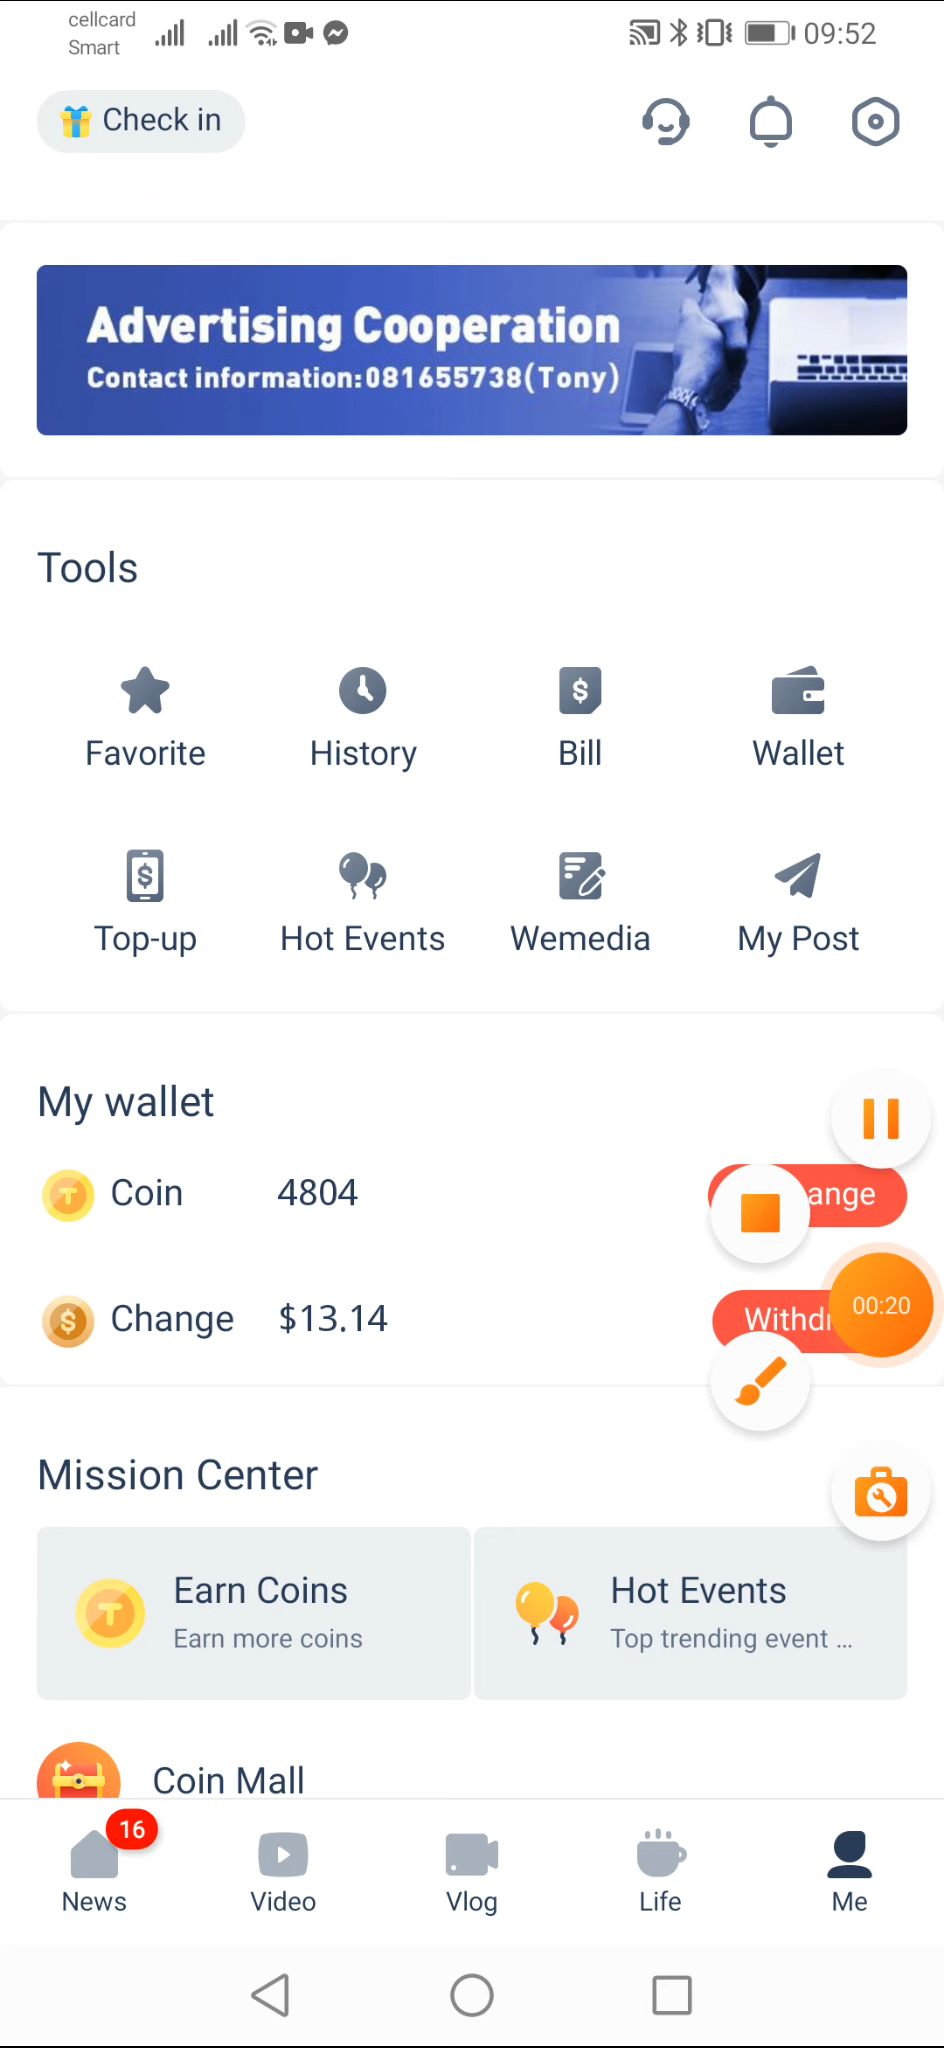 cellcard
Smart
09:52
Check in
Advertising Cooperation
Contact information:081655738(Tony)
Tools
Favorite
History
Bill
Wallet
Top-up
Hot Events
Wemedia
My Post
My wallet
Coin
4804
ange
Change
$13.14
Withdr
00:20
Mission Center
Earn Coins
Earn more coins
Hot Events
Top trending event ...
Coin Mall
16
News
Video
Vlog
Life
Me